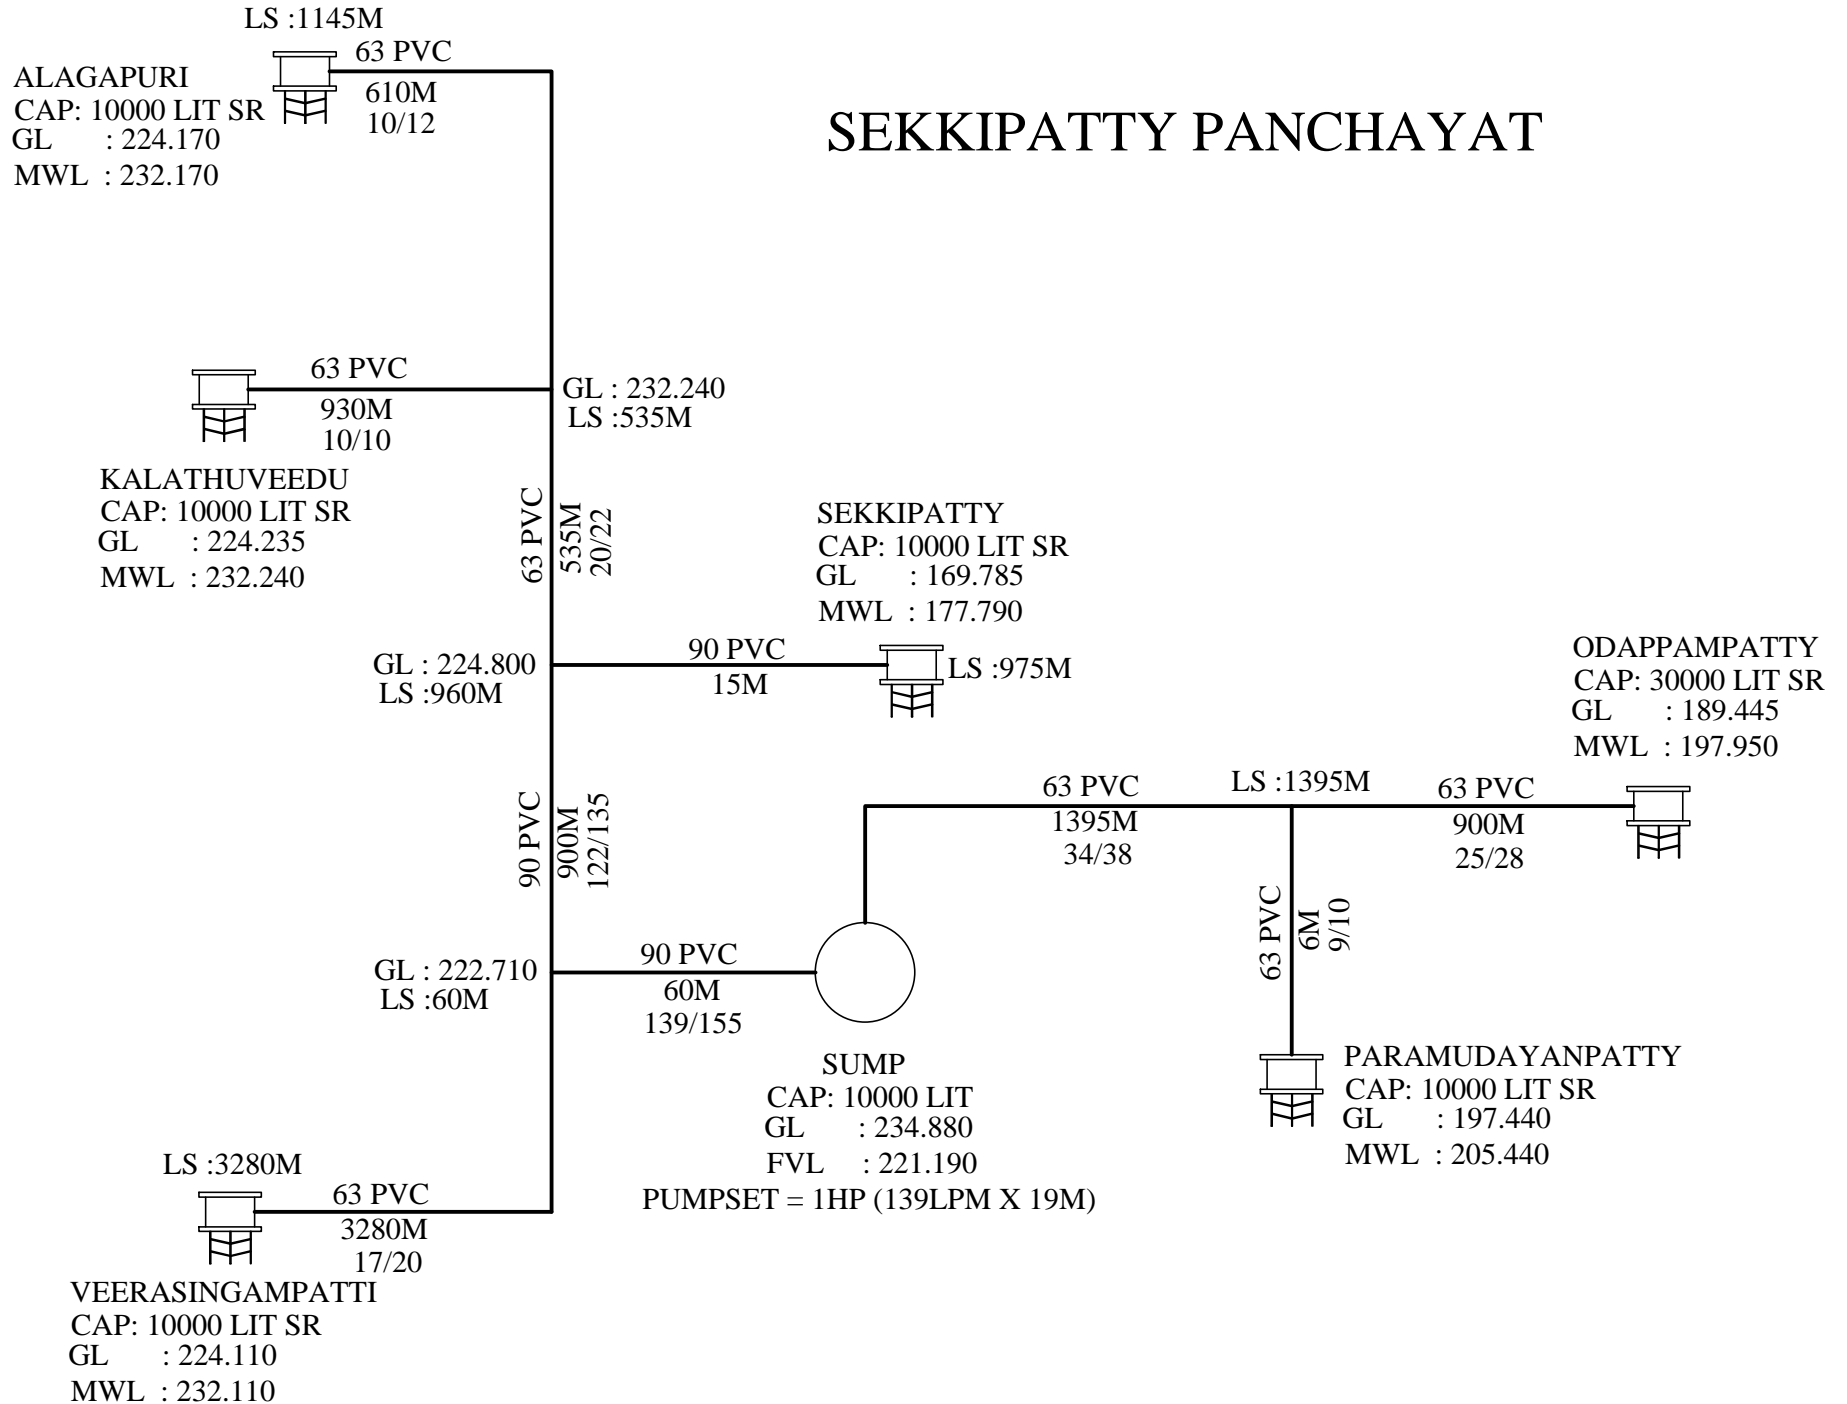 SEKKIPATTY PANCHAYAT
LS :1145M
63 PVC
610M
10/12
ALAGAPURI
CAP: 10000 LIT SR
GL : 224.170
MWL : 232.170
63 PVC
930M
10/10
GL : 232.240
LS :535M
KALATHUVEEDU
CAP: 10000 LIT SR
GL : 224.235
MWL : 232.240
63 PVC
535M
20/22
SEKKIPATTY
CAP: 10000 LIT SR
GL : 169.785
MWL : 177.790
GL : 224.800
LS :960M
90 PVC
15M
LS :975M
ODAPPAMPATTY
CAP: 30000 LIT SR
GL : 189.445
MWL : 197.950
90 PVC
900M
122/135
63 PVC
1395M
34/38
LS :1395M
63 PVC
900M
25/28
63 PVC
6M
9/10
GL : 222.710
LS :60M
90 PVC
60M
139/155
SUMP
CAP: 10000 LIT
GL : 234.880
FVL : 221.190
PUMPSET = 1HP (139LPM X 19M)
PARAMUDAYANPATTY
CAP: 10000 LIT SR
GL : 197.440
MWL : 205.440
LS :3280M
63 PVC
3280M
17/20
VEERASINGAMPATTI
CAP: 10000 LIT SR
GL : 224.110
MWL : 232.110